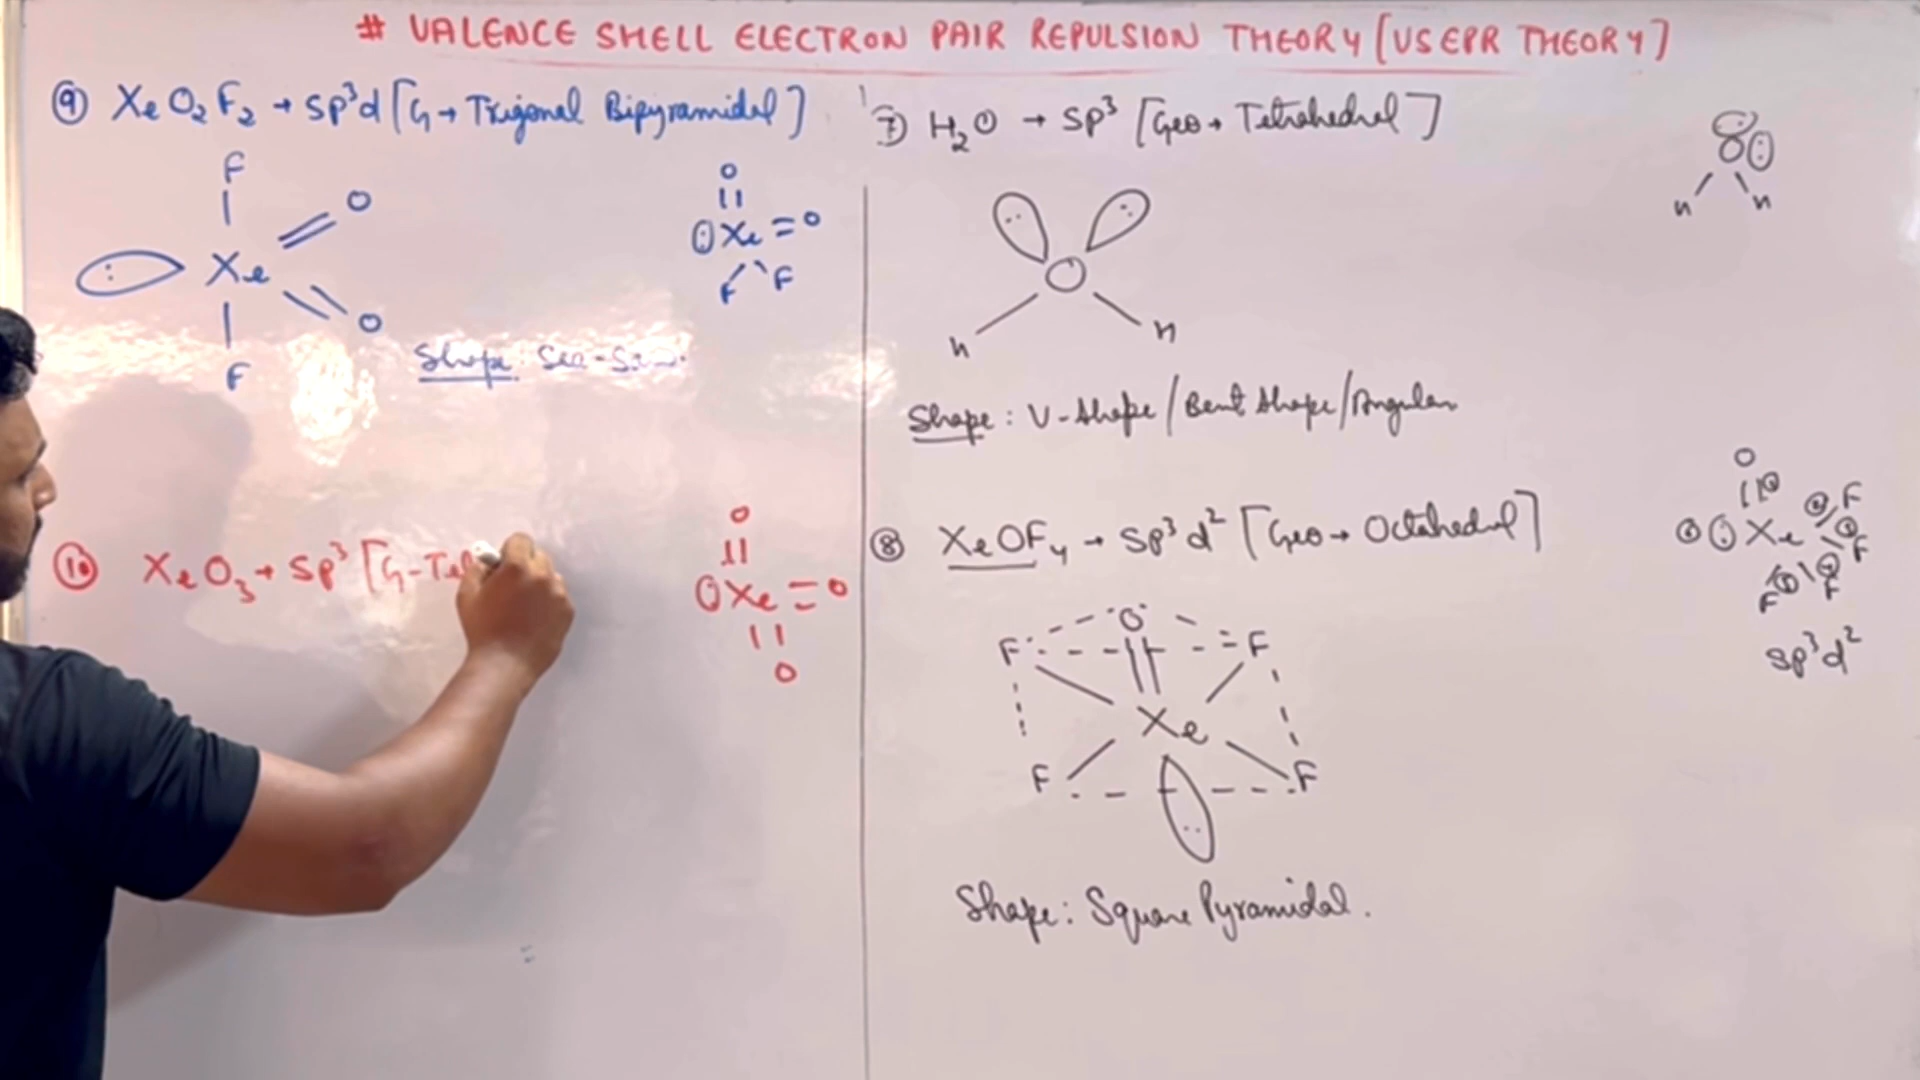 # VALENCE SHELL ELECTRON PAIR REPULSION THEORY [VSEPR THEORY]
⑨ XeO₂F₂ → sp³d [G → Trigonal Bipyramidal]
F
O
Xe
O
F
O
Xe = O
F F
Shape: Sea-Saw.
⑩ XeO₃ → sp³ [G - Tet
O
Xe = O
O
⑦ H₂O → sp³ [Geo → Tetrahedral]
O
H H
O
H H
Shape: V-shape / Bent shape / Angular
⑧ XeOF₄ → sp³d² [Geo → Octahedral]
O
F F
Xe
F F
O
F
Xe
F
F F
sp³d²
Shape: Square Pyramidal.